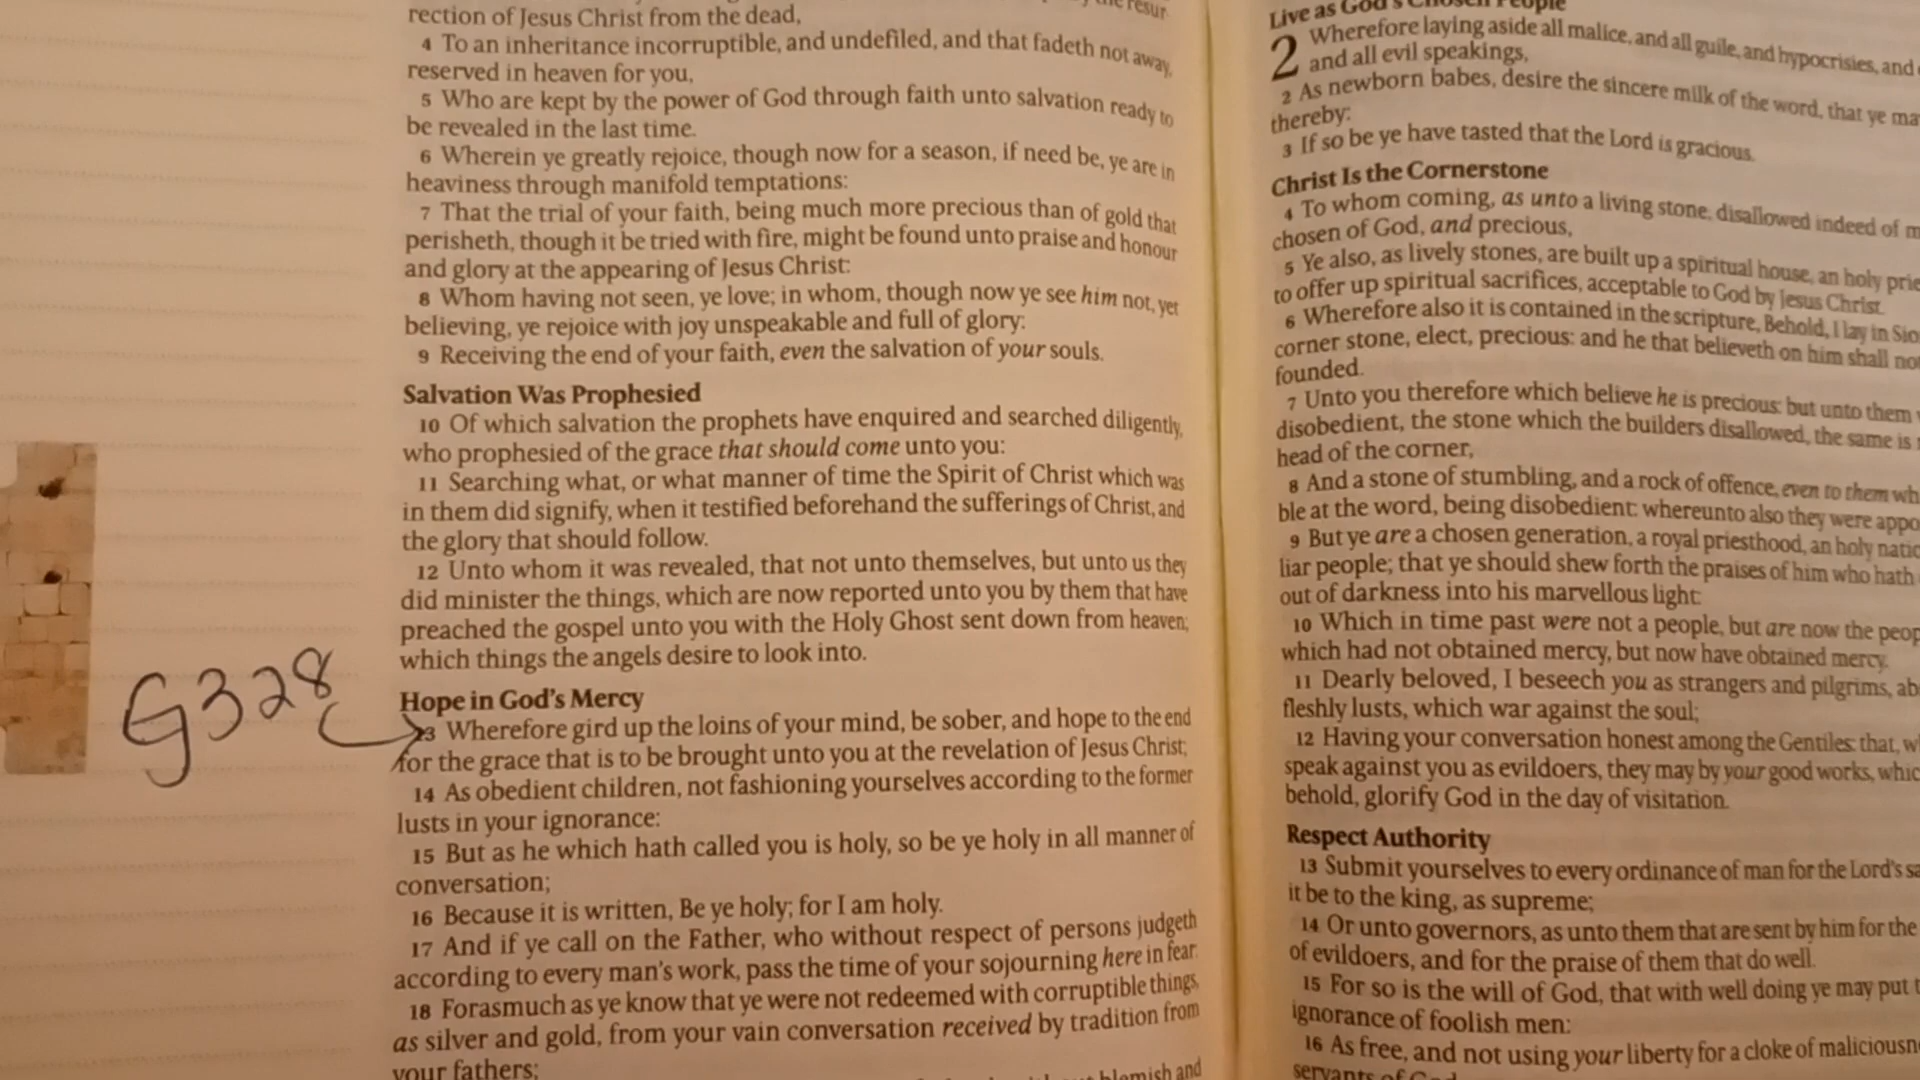 rection of Jesus Christ from the dead,
4 To an inheritance incorruptible, and undefiled, and that fadeth not away,
reserved in heaven for you,
5 Who are kept by the power of God through faith unto salvation ready to
be revealed in the last time.
6 Wherein ye greatly rejoice, though now for a season, if need be, ye are in
heaviness through manifold temptations:
7 That the trial of your faith, being much more precious than of gold that
perisheth, though it be tried with fire, might be found unto praise and honour
and glory at the appearing of Jesus Christ:
8 Whom having not seen, ye love; in whom, though now ye see him not, yet
believing, ye rejoice with joy unspeakable and full of glory:
9 Receiving the end of your faith, even the salvation of your souls.
Salvation Was Prophesied
10 Of which salvation the prophets have enquired and searched diligently,
who prophesied of the grace that should come unto you:
11 Searching what, or what manner of time the Spirit of Christ which was
in them did signify, when it testified beforehand the sufferings of Christ, and
the glory that should follow.
12 Unto whom it was revealed, that not unto themselves, but unto us they
did minister the things, which are now reported unto you by them that have
preached the gospel unto you with the Holy Ghost sent down from heaven;
which things the angels desire to look into.
G328
Hope in God's Mercy
13 Wherefore gird up the loins of your mind, be sober, and hope to the end
for the grace that is to be brought unto you at the revelation of Jesus Christ;
14 As obedient children, not fashioning yourselves according to the former
lusts in your ignorance:
15 But as he which hath called you is holy, so be ye holy in all manner of
conversation;
16 Because it is written, Be ye holy; for I am holy.
17 And if ye call on the Father, who without respect of persons judgeth
according to every man's work, pass the time of your sojourning here in fear:
18 Forasmuch as ye know that ye were not redeemed with corruptible things,
as silver and gold, from your vain conversation received by tradition from
your fathers;
blemish and
Live as God's Chosen People
2 Wherefore laying aside all malice, and all guile, and hypocrisies, and
and all evil speakings,
2 As newborn babes, desire the sincere milk of the word, that ye ma
thereby:
3 If so be ye have tasted that the Lord is gracious.
Christ Is the Cornerstone
4 To whom coming, as unto a living stone, disallowed indeed of m
chosen of God, and precious,
5 Ye also, as lively stones, are built up a spiritual house, an holy prie
to offer up spiritual sacrifices, acceptable to God by Jesus Christ.
6 Wherefore also it is contained in the scripture, Behold, I lay in Sio
corner stone, elect, precious: and he that believeth on him shall not
founded.
7 Unto you therefore which believe he is precious: but unto them
disobedient, the stone which the builders disallowed, the same is
head of the corner,
8 And a stone of stumbling, and a rock of offence, even to them wh
ble at the word, being disobedient: whereunto also they were appo
9 But ye are a chosen generation, a royal priesthood, an holy natio
liar people; that ye should shew forth the praises of him who hath
out of darkness into his marvellous light:
10 Which in time past were not a people, but are now the peop
which had not obtained mercy, but now have obtained mercy.
11 Dearly beloved, I beseech you as strangers and pilgrims, ab
fleshly lusts, which war against the soul;
12 Having your conversation honest among the Gentiles: that, w
speak against you as evildoers, they may by your good works, whic
behold, glorify God in the day of visitation.
Respect Authority
13 Submit yourselves to every ordinance of man for the Lord's sa
it be to the king, as supreme;
14 Or unto governors, as unto them that are sent by him for the
of evildoers, and for the praise of them that do well.
15 For so is the will of God, that with well doing ye may put t
ignorance of foolish men:
16 As free, and not using your liberty for a cloke of maliciousn
servants of God